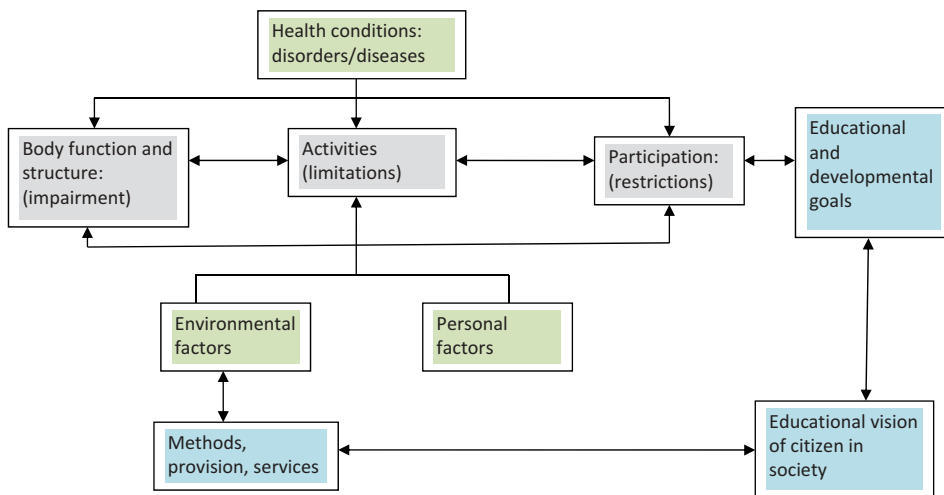 Health conditions:
disorders/diseases
Body function and
structure:
(impairment)
Activities
(limitations)
Participation:
(restrictions)
Educational
and
developmental
goals
Environmental
factors
Personal
factors
Methods,
provision, services
Educational vision
of citizen in
society